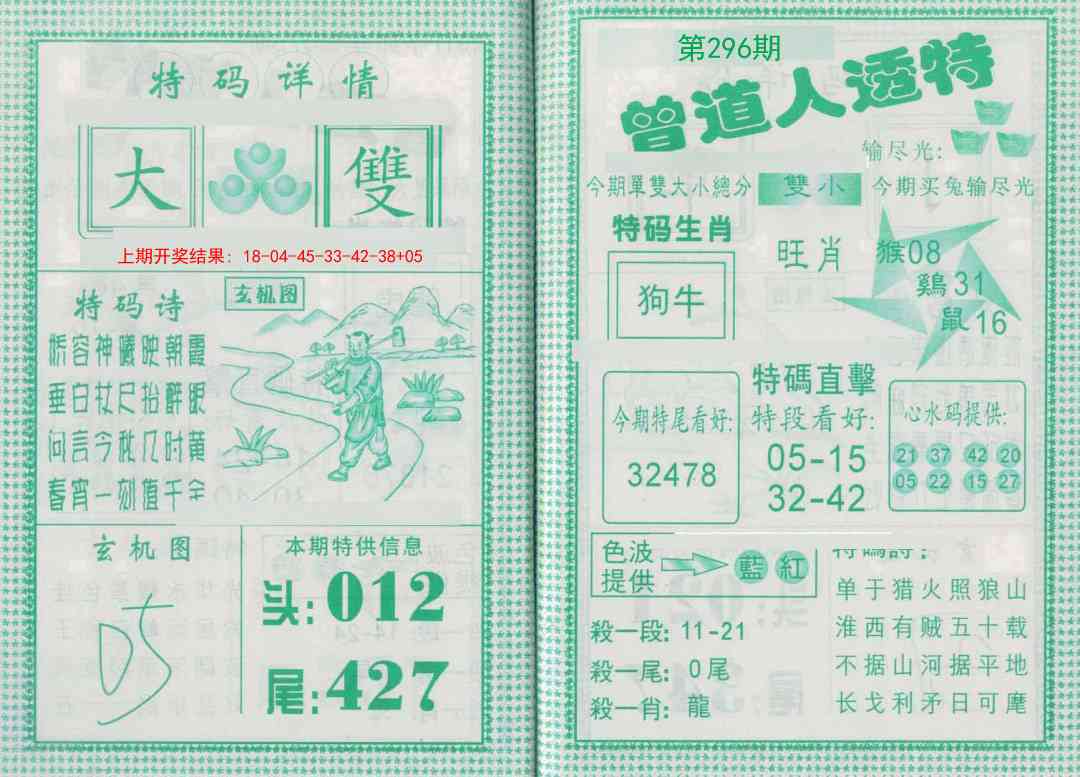 特码详情
大 雙
上期开奖结果: 18-04-45-33-42-38+05
特码诗
玄机图
娇容神曦映朝霞
垂白杖尺抬醉眼
问言今秋几时黄
春宵一刻值千金
玄机图
本期特供信息
头: 012
尾: 427
第296期
曾道人透特
输尽光:
今期單雙大小總分 雙小 今期买兔输尽光
特码生肖
狗牛
旺肖
猴08
鷄31
鼠16
今期特尾看好:
32478
特碼直擊
特段看好:
05-15
32-42
心水码提供:
21 37 42 20
05 22 15 27
色波
提供
藍 紅
殺一段: 11-21
殺一尾: 0尾
殺一肖: 龍
特碼詩:
单于猎火照狼山
淮西有贼五十载
不据山河据平地
长戈利矛日可麾